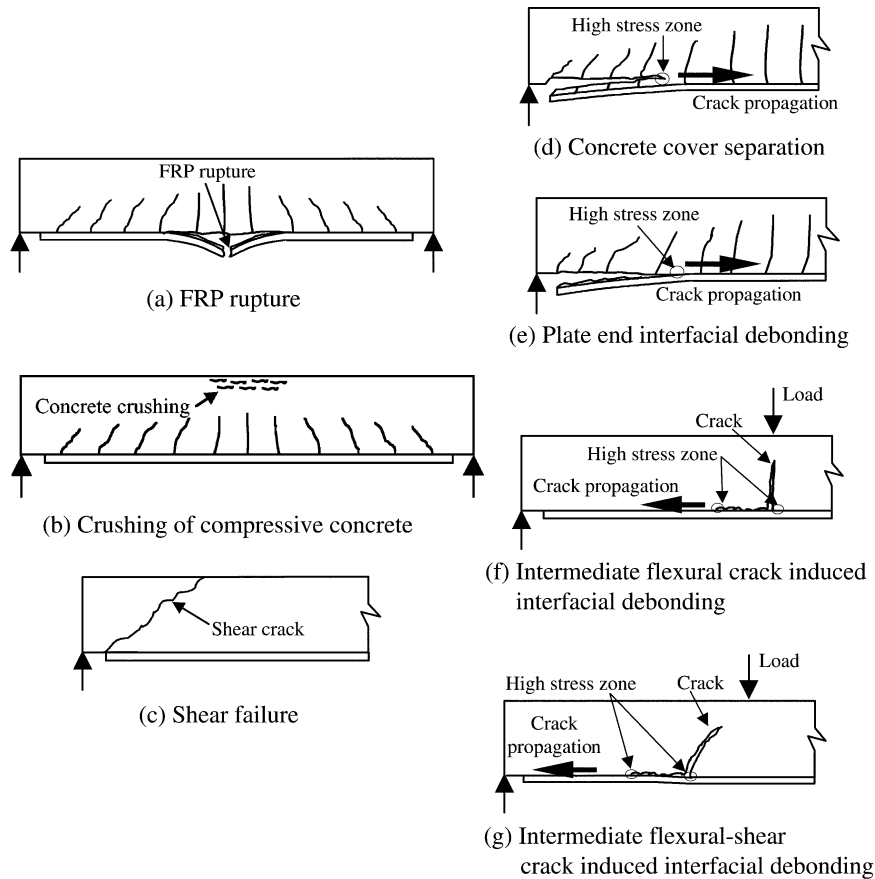 FRP rupture
(a) FRP rupture
Concrete crushing
(b) Crushing of compressive concrete
Shear crack
(c) Shear failure
High stress zone
Crack propagation
(d) Concrete cover separation
High stress zone
Crack propagation
(e) Plate end interfacial debonding
Load
Crack
High stress zone
Crack propagation
(f) Intermediate flexural crack induced
interfacial debonding
Load
High stress zone
Crack
Crack
propagation
(g) Intermediate flexural-shear
crack induced interfacial debonding